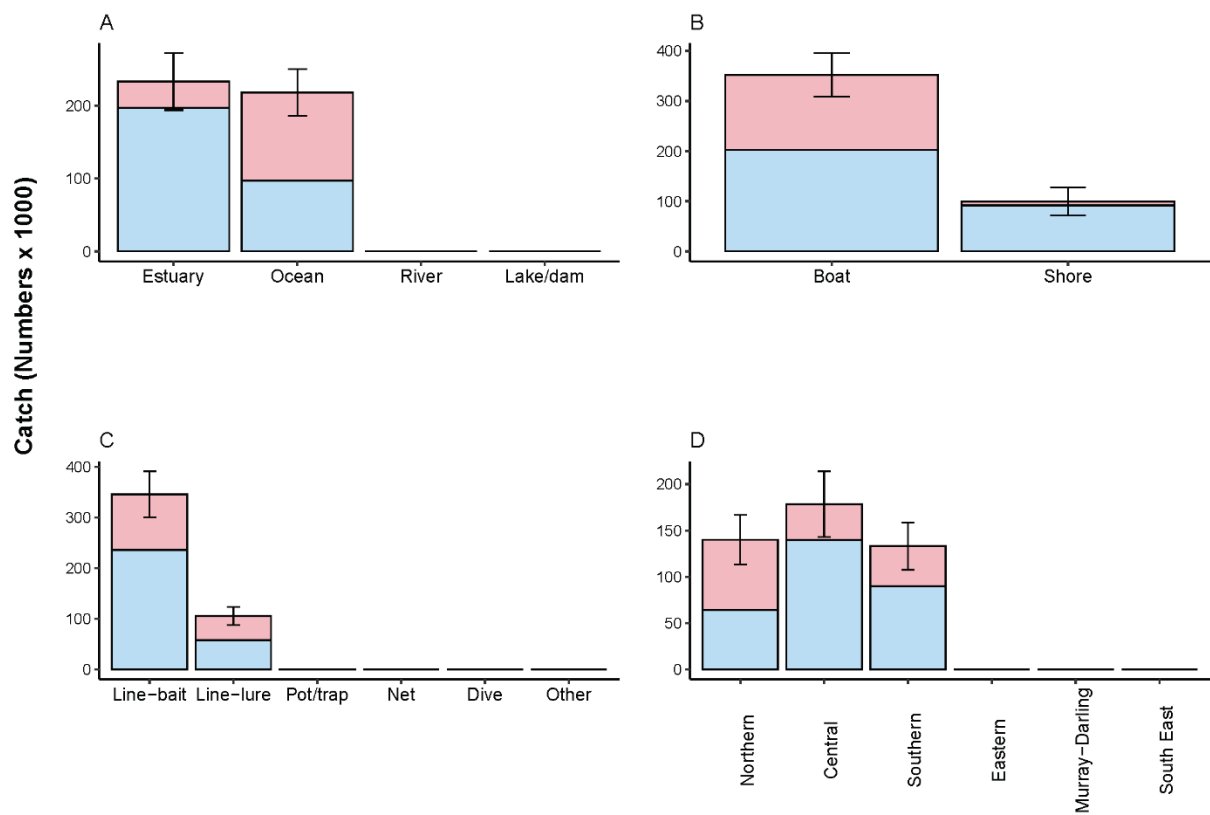 Catch (Numbers x 1000)
A
200
100
0
Estuary Ocean River Lake/dam
B
400
300
200
100
0
Boat Shore
C
400
300
200
100
0
Line-bait Line-lure Pot/trap Net Dive Other
D
200
150
100
50
0
Northern
Central
Southern
Eastern
Murray-Darling
South East